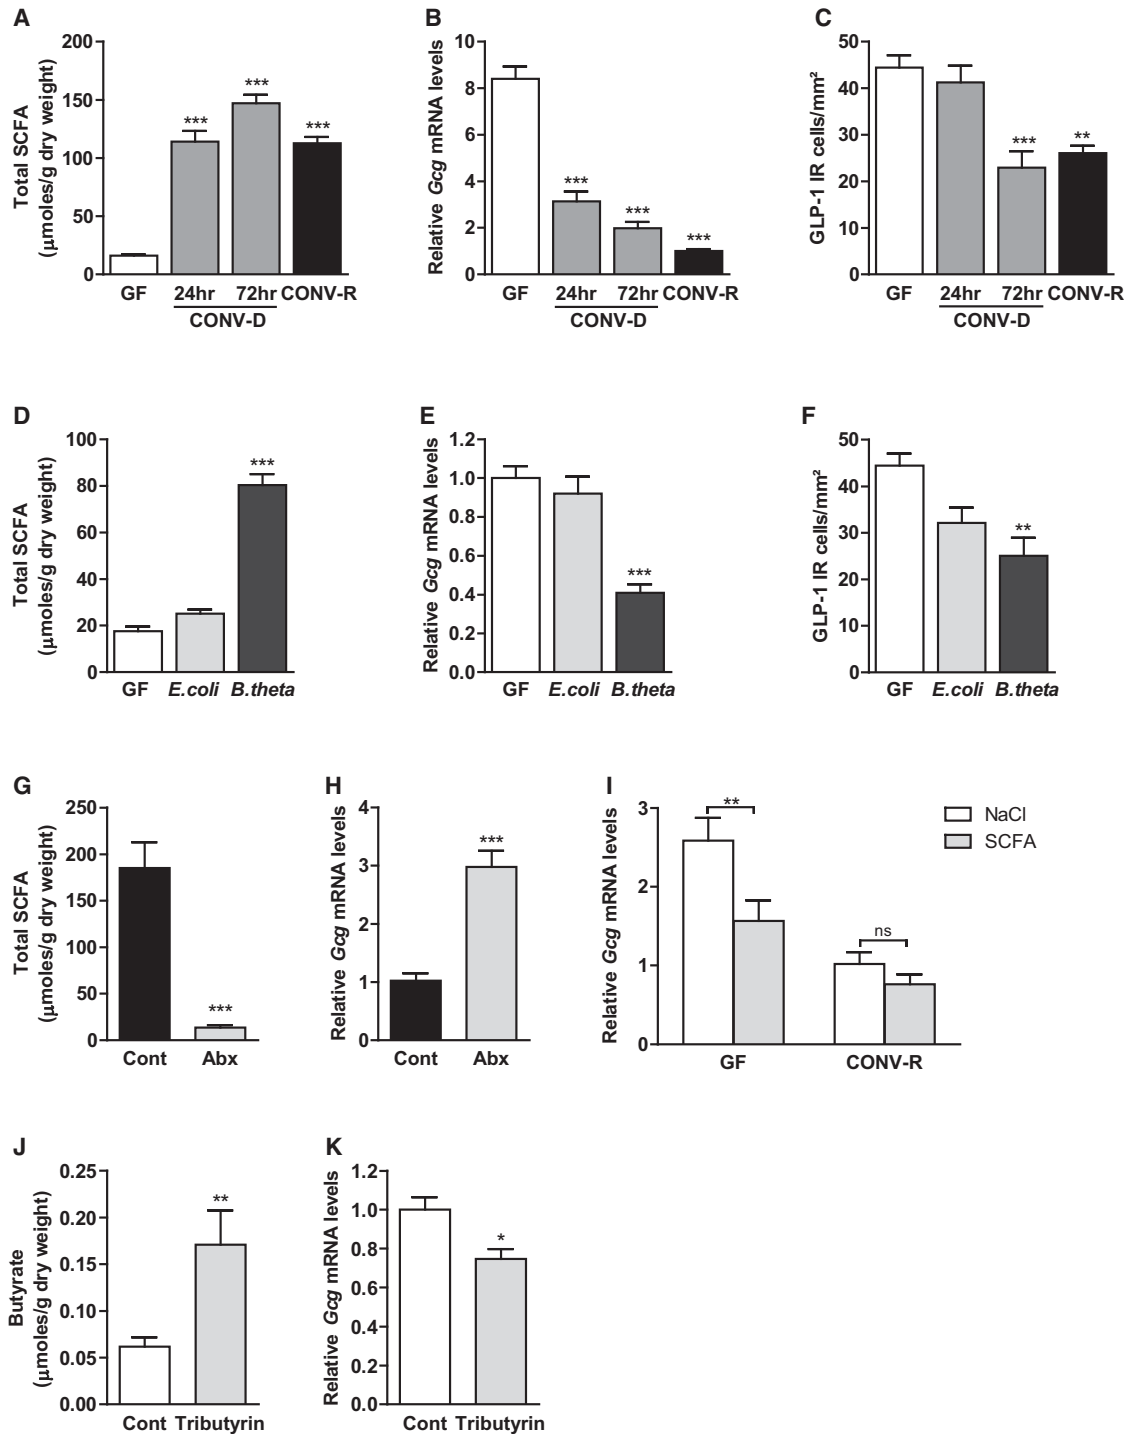 A
Total SCFA
(μmoles/g dry weight)
200
150
100
50
0
***
***
***
GF
24hr
72hr
CONV-R
CONV-D
B
Relative Gcg mRNA levels
10
8
6
4
2
0
***
***
***
GF
24hr
72hr
CONV-R
CONV-D
C
GLP-1 IR cells/mm²
50
40
30
20
10
0
***
**
GF
24hr
72hr
CONV-R
CONV-D
D
Total SCFA
(μmoles/g dry weight)
100
80
60
40
20
0
***
GF
E.coli
B.theta
E
Relative Gcg mRNA levels
1.2
1.0
0.8
0.6
0.4
0.2
0.0
***
GF
E.coli
B.theta
F
GLP-1 IR cells/mm²
50
40
30
20
10
0
**
GF
E.coli
B.theta
G
Total SCFA
(μmoles/g dry weight)
250
200
150
100
50
0
***
Cont
Abx
H
Relative Gcg mRNA levels
4
3
2
1
0
***
Cont
Abx
I
Relative Gcg mRNA levels
3
2
1
0
**
ns
GF
CONV-R
NaCl
SCFA
J
Butyrate
(μmoles/g dry weight)
0.25
0.20
0.15
0.10
0.05
0.00
**
Cont
Tributyrin
K
Relative Gcg mRNA levels
1.2
1.0
0.8
0.6
0.4
0.2
0.0
*
Cont
Tributyrin